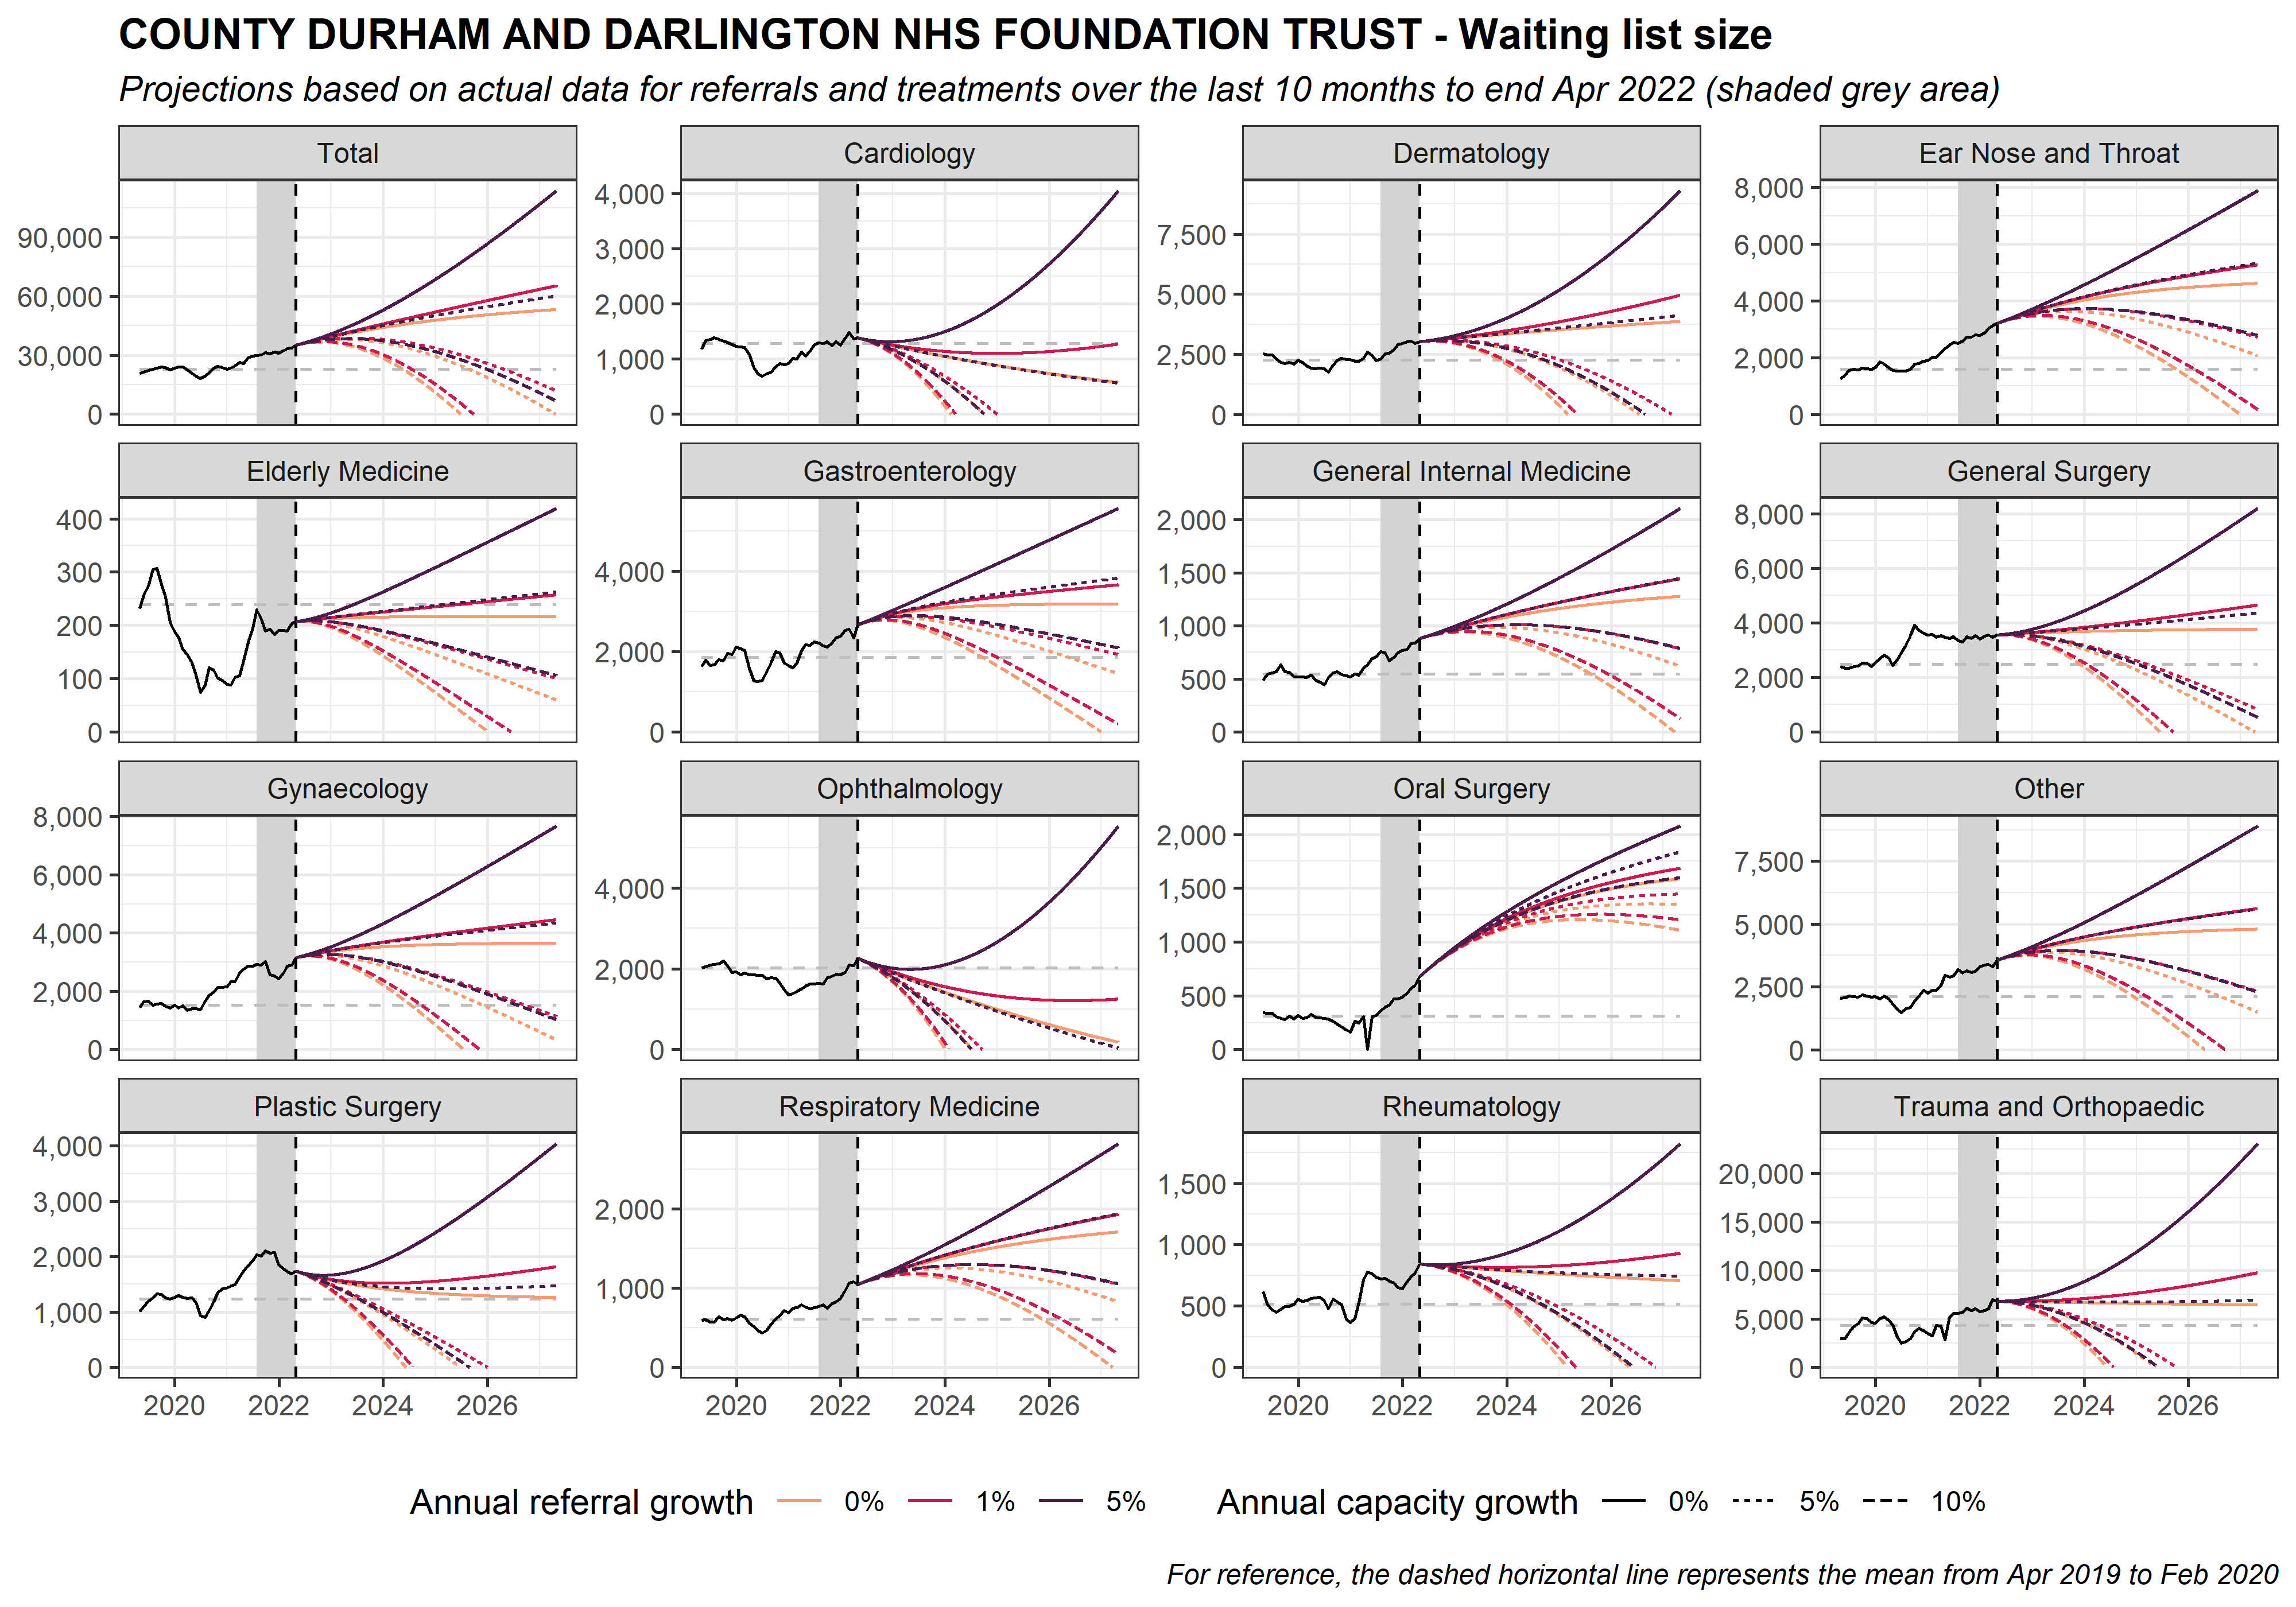 COUNTY DURHAM AND DARLINGTON NHS FOUNDATION TRUST - Waiting list size
Projections based on actual data for referrals and treatments over the last 10 months to end Apr 2022 (shaded grey area)
Total
90,000
60,000
30,000
0
Cardiology
4,000
3,000
2,000
1,000
0
Dermatology
7,500
5,000
2,500
0
Ear Nose and Throat
8,000
6,000
4,000
2,000
0
Elderly Medicine
400
300
200
100
0
Gastroenterology
4,000
2,000
0
General Internal Medicine
2,000
1,500
1,000
500
0
General Surgery
8,000
6,000
4,000
2,000
0
Gynaecology
8,000
6,000
4,000
2,000
0
Ophthalmology
4,000
2,000
0
Oral Surgery
2,000
1,500
1,000
500
0
Other
7,500
5,000
2,500
0
Plastic Surgery
4,000
3,000
2,000
1,000
0
2020 2022 2024 2026
Respiratory Medicine
2,000
1,000
0
2020 2022 2024 2026
Rheumatology
1,500
1,000
500
0
2020 2022 2024 2026
Trauma and Orthopaedic
20,000
15,000
10,000
5,000
0
2020 2022 2024 2026
Annual referral growth 0% 1% 5% Annual capacity growth 0% 5% 10%
For reference, the dashed horizontal line represents the mean from Apr 2019 to Feb 2020